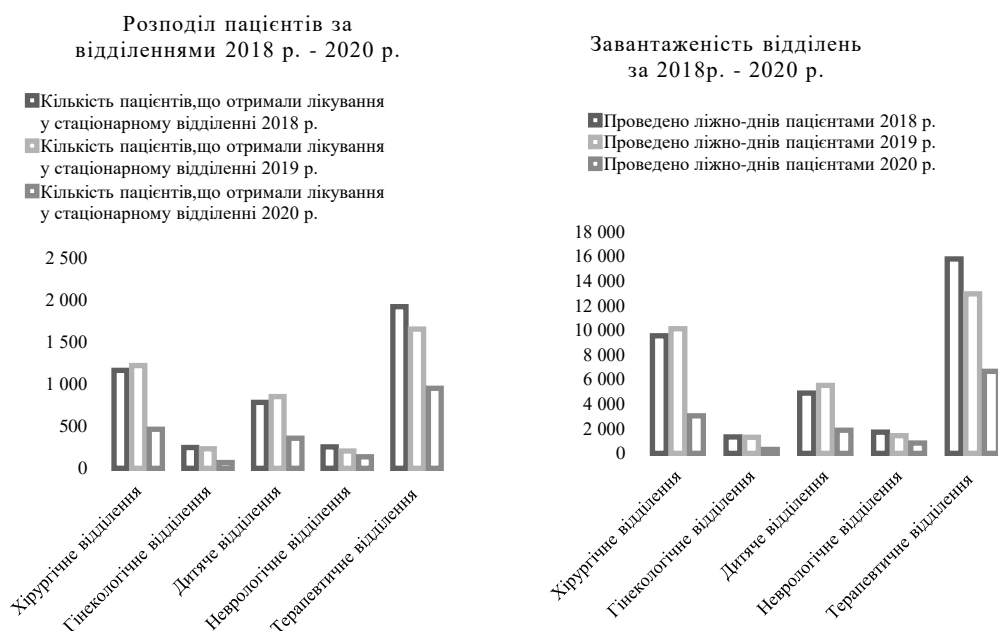 Розподіл пацієнтів за
відділеннями 2018 р. - 2020 р.
Кількість пацієнтів,що отримали лікування
у стаціонарному відділенні 2018 р.
Кількість пацієнтів,що отримали лікування
у стаціонарному відділенні 2019 р.
Кількість пацієнтів,що отримали лікування
у стаціонарному відділенні 2020 р.
2 500
2 000
1 500
1 000
500
0
Хірургічне відділення
Гінекологічне відділення
Дитяче відділення
Неврологічне відділення
Терапевтичне відділення
Завантаженість відділень
за 2018р. - 2020 р.
Проведено ліжно-днів пацієнтами 2018 р.
Проведено ліжно-днів пацієнтами 2019 р.
Проведено ліжно-днів пацієнтами 2020 р.
18 000
16 000
14 000
12 000
10 000
8 000
6 000
4 000
2 000
0
Хірургічне відділення
Гінекологічне відділення
Дитяче відділення
Неврологічне відділення
Терапевтичне відділення